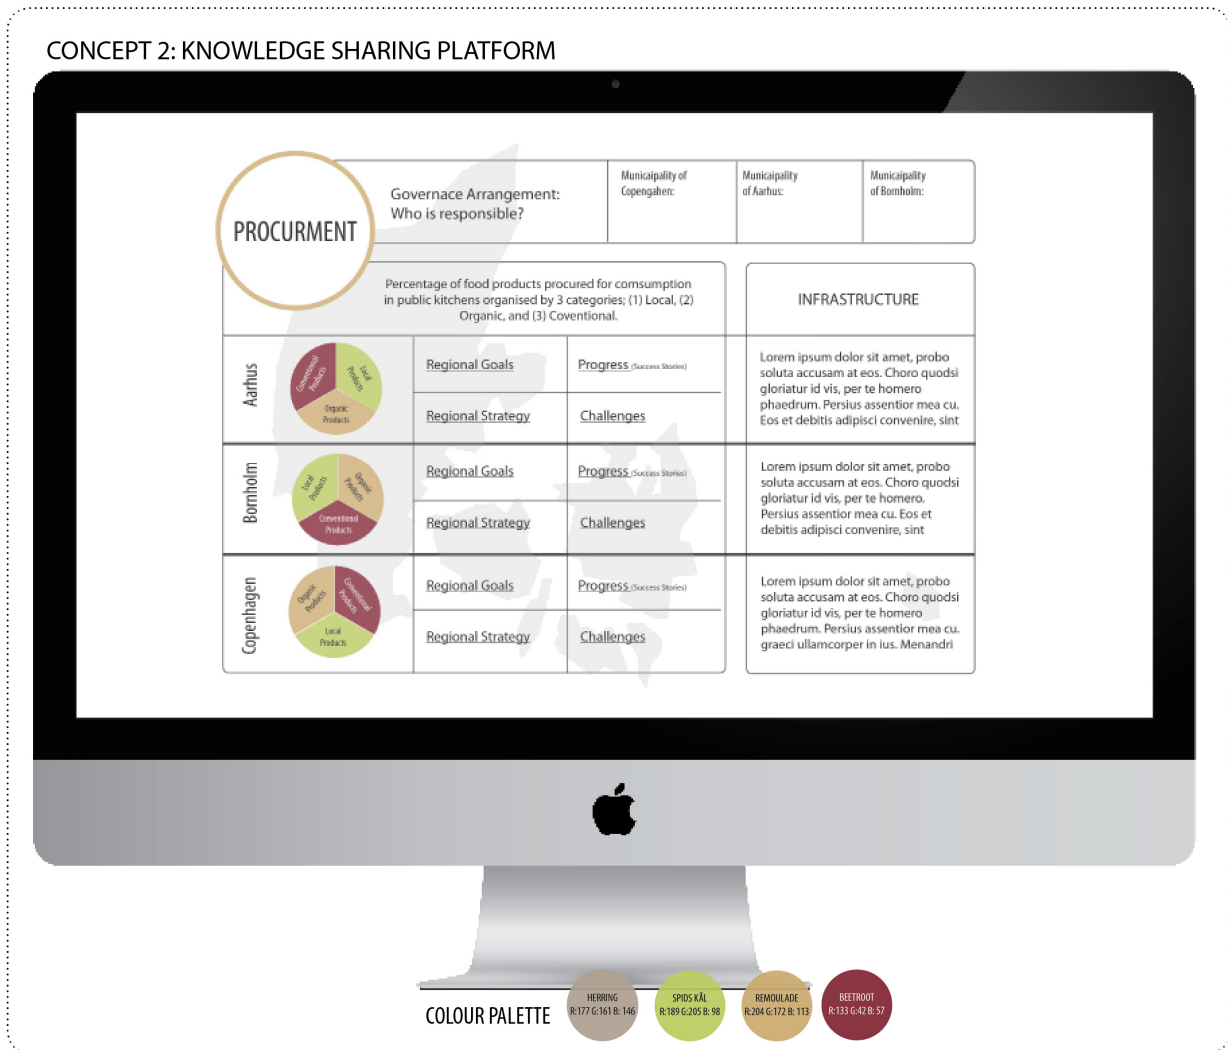 CONCEPT 2: KNOWLEDGE SHARING PLATFORM
PROCURMENT
Governace Arrangement:
Who is responsible?
Municaipality of
Copengahen:
Municaipality
of Aarhus:
Municaipality
of Bornholm:
Percentage of food products procured for comsumption
in public kitchens organised by 3 categories; (1) Local, (2)
Organic, and (3) Coventional.
INFRASTRUCTURE
Aarhus
Conventional
Products
Local
Products
Organic
Products
Regional Goals
Progress (Success Stories)
Regional Strategy
Challenges
Lorem ipsum dolor sit amet, probo
soluta accusam at eos. Choro quodsi
gloriatur id vis, per te homero
phaedrum. Persius assentior mea cu.
Eos et debitis adipisci convenire, sint
Bornholm
Local
Products
Organic
Products
Conventional
Products
Regional Goals
Progress (Success Stories)
Regional Strategy
Challenges
Lorem ipsum dolor sit amet, probo
soluta accusam at eos. Choro quodsi
gloriatur id vis, per te homero.
Persius assentior mea cu. Eos et
debitis adipisci convenire, sint
Copenhagen
Organic
Products
Conventional
Products
Local
Products
Regional Goals
Progress (Success Stories)
Regional Strategy
Challenges
Lorem ipsum dolor sit amet, probo
soluta accusam at eos. Choro quodsi
gloriatur id vis, per te homero
phaedrum. Persius assentior mea cu.
graeci ullamcorper in ius. Menandri
COLOUR PALETTE
HERRING
R:177 G:161 B: 146
SPIDS KÅL
R:189 G:205 B: 98
REMOULADE
R:204 G:172 B: 113
BEETROOT
R:133 G:42 B: 57